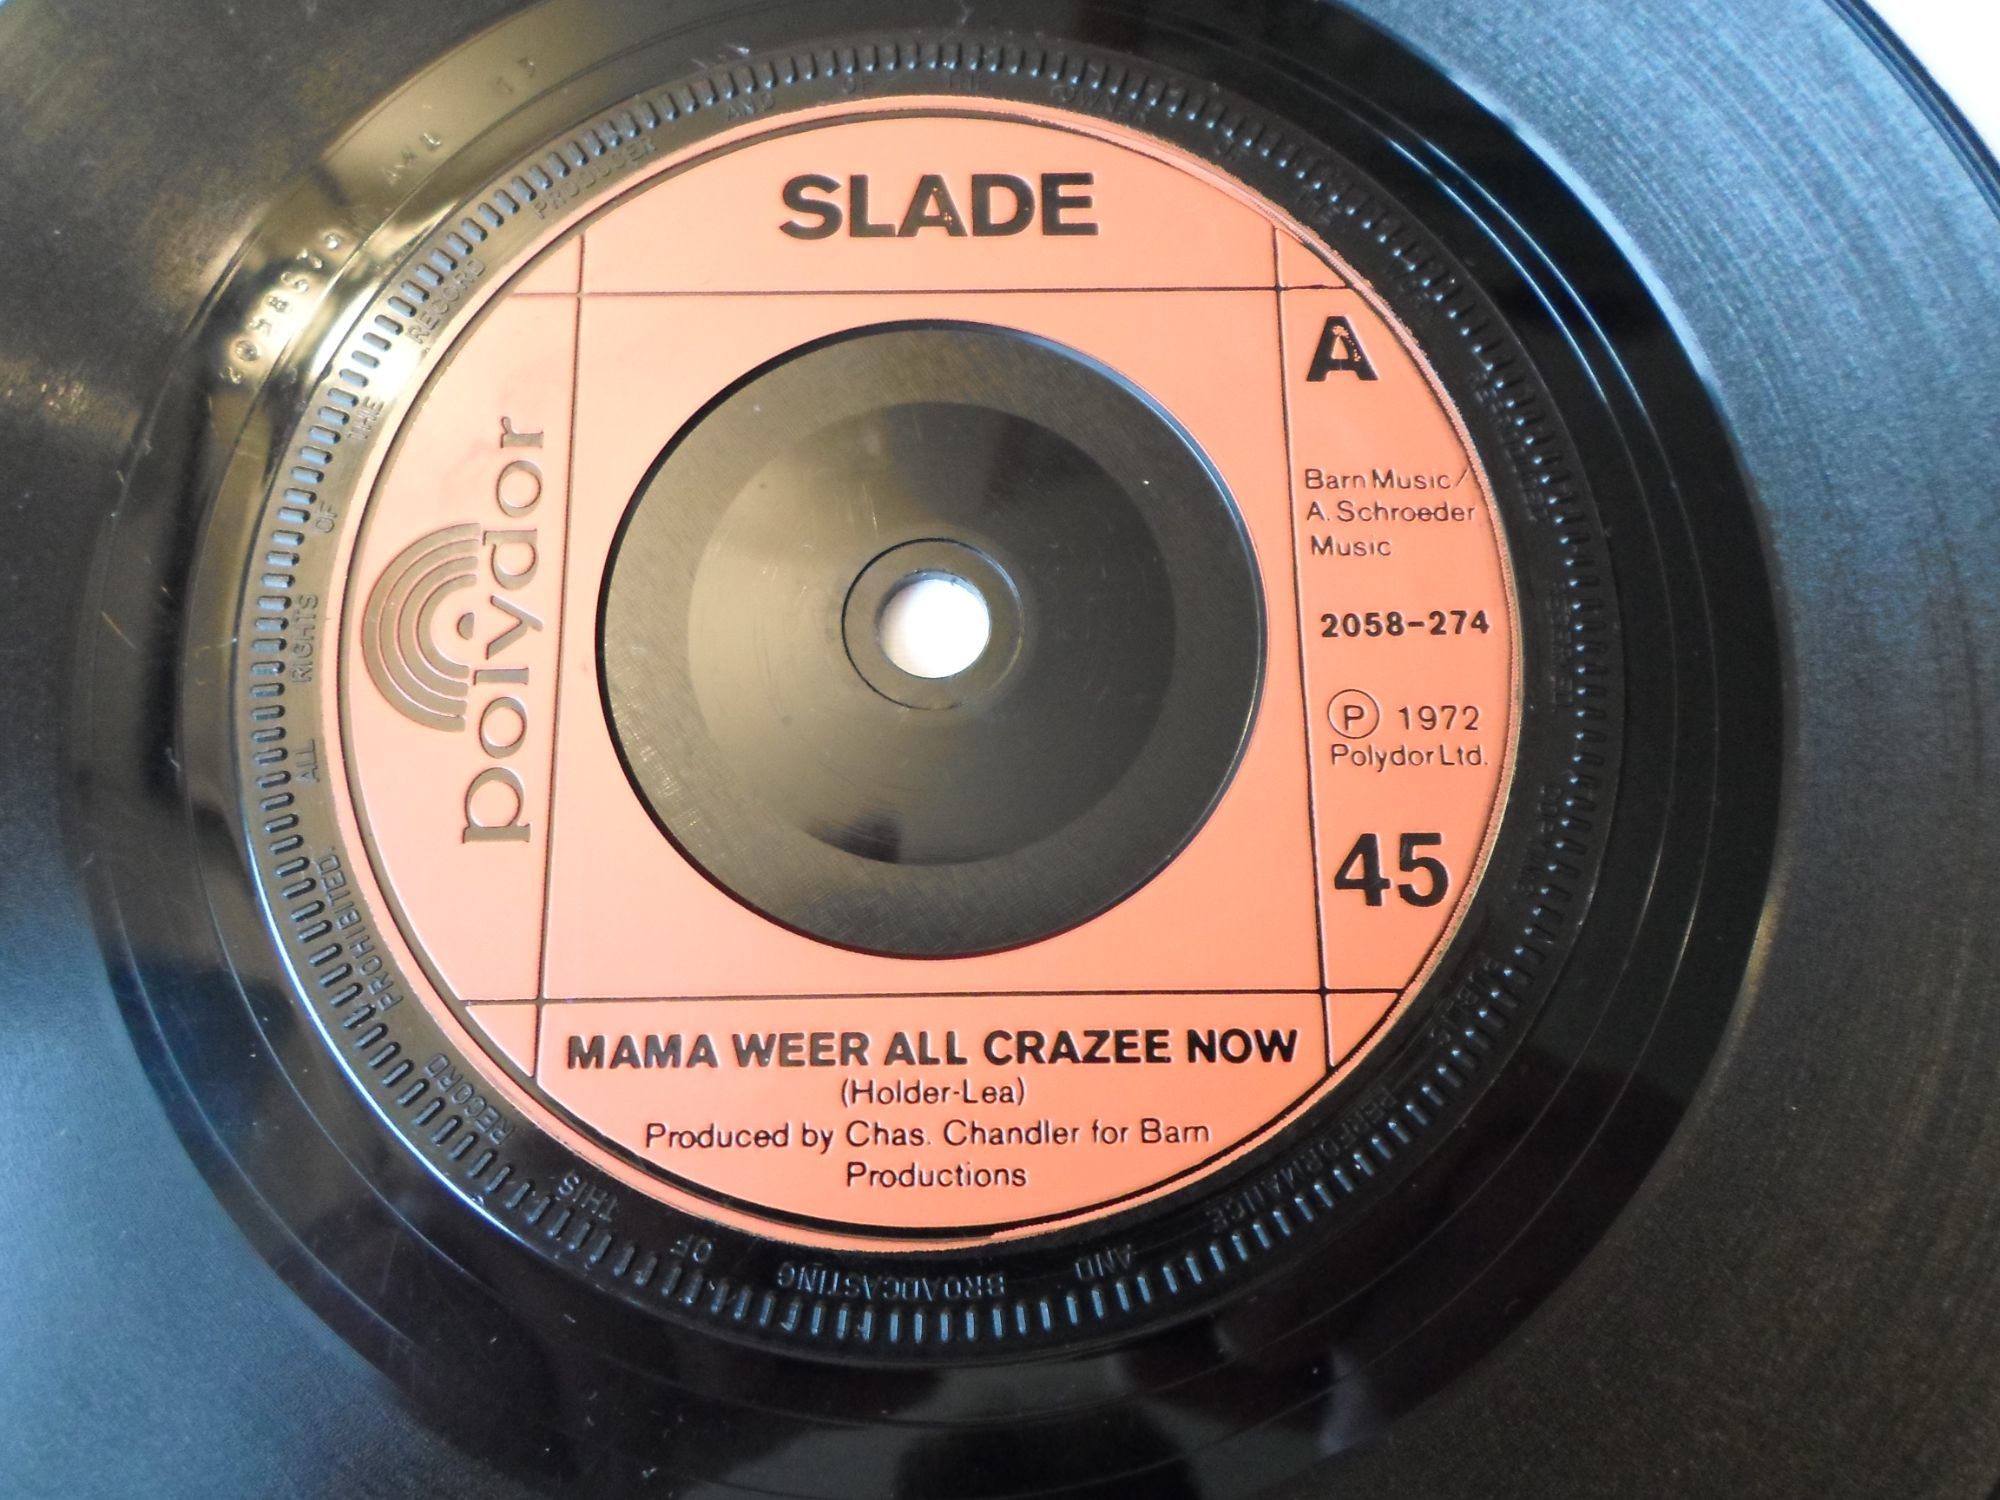 SLADE
A
Barn Music/
A. Schroeder
Music
2058-274
Ⓟ 1972
Polydor Ltd.
45
polydor
MAMA WEER ALL CRAZEE NOW
(Holder-Lea)
Produced by Chas. Chandler for Barn
Productions
ALL RIGHTS OF THE RECORD PRODUCER AND OF THE OWNER
PERFORMANCE AND BROADCASTING OF THIS RECORD PROHIBITED.